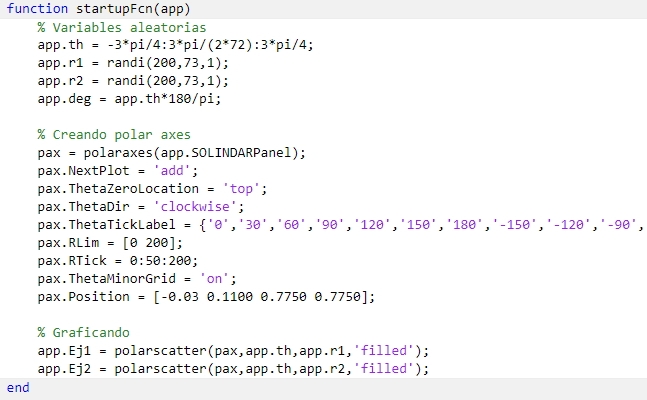 function startupFcn(app)
% Variables aleatorias
app.th = -3*pi/4:3*pi/(2*72):3*pi/4;
app.r1 = randi(200,73,1);
app.r2 = randi(200,73,1);
app.deg = app.th*180/pi;
% Creando polar axes
pax = polaraxes(app.SOLINDARPanel);
pax.NextPlot = 'add';
pax.ThetaZeroLocation = 'top';
pax.ThetaDir = 'clockwise';
pax.ThetaTickLabel = {'0','30','60','90','120','150','180','-150','-120','-90',
pax.RLim = [0 200];
pax.RTick = 0:50:200;
pax.ThetaMinorGrid = 'on';
pax.Position = [-0.03 0.1100 0.7750 0.7750];
% Graficando
app.Ej1 = polarscatter(pax,app.th,app.r1,'filled');
app.Ej2 = polarscatter(pax,app.th,app.r2,'filled');
end